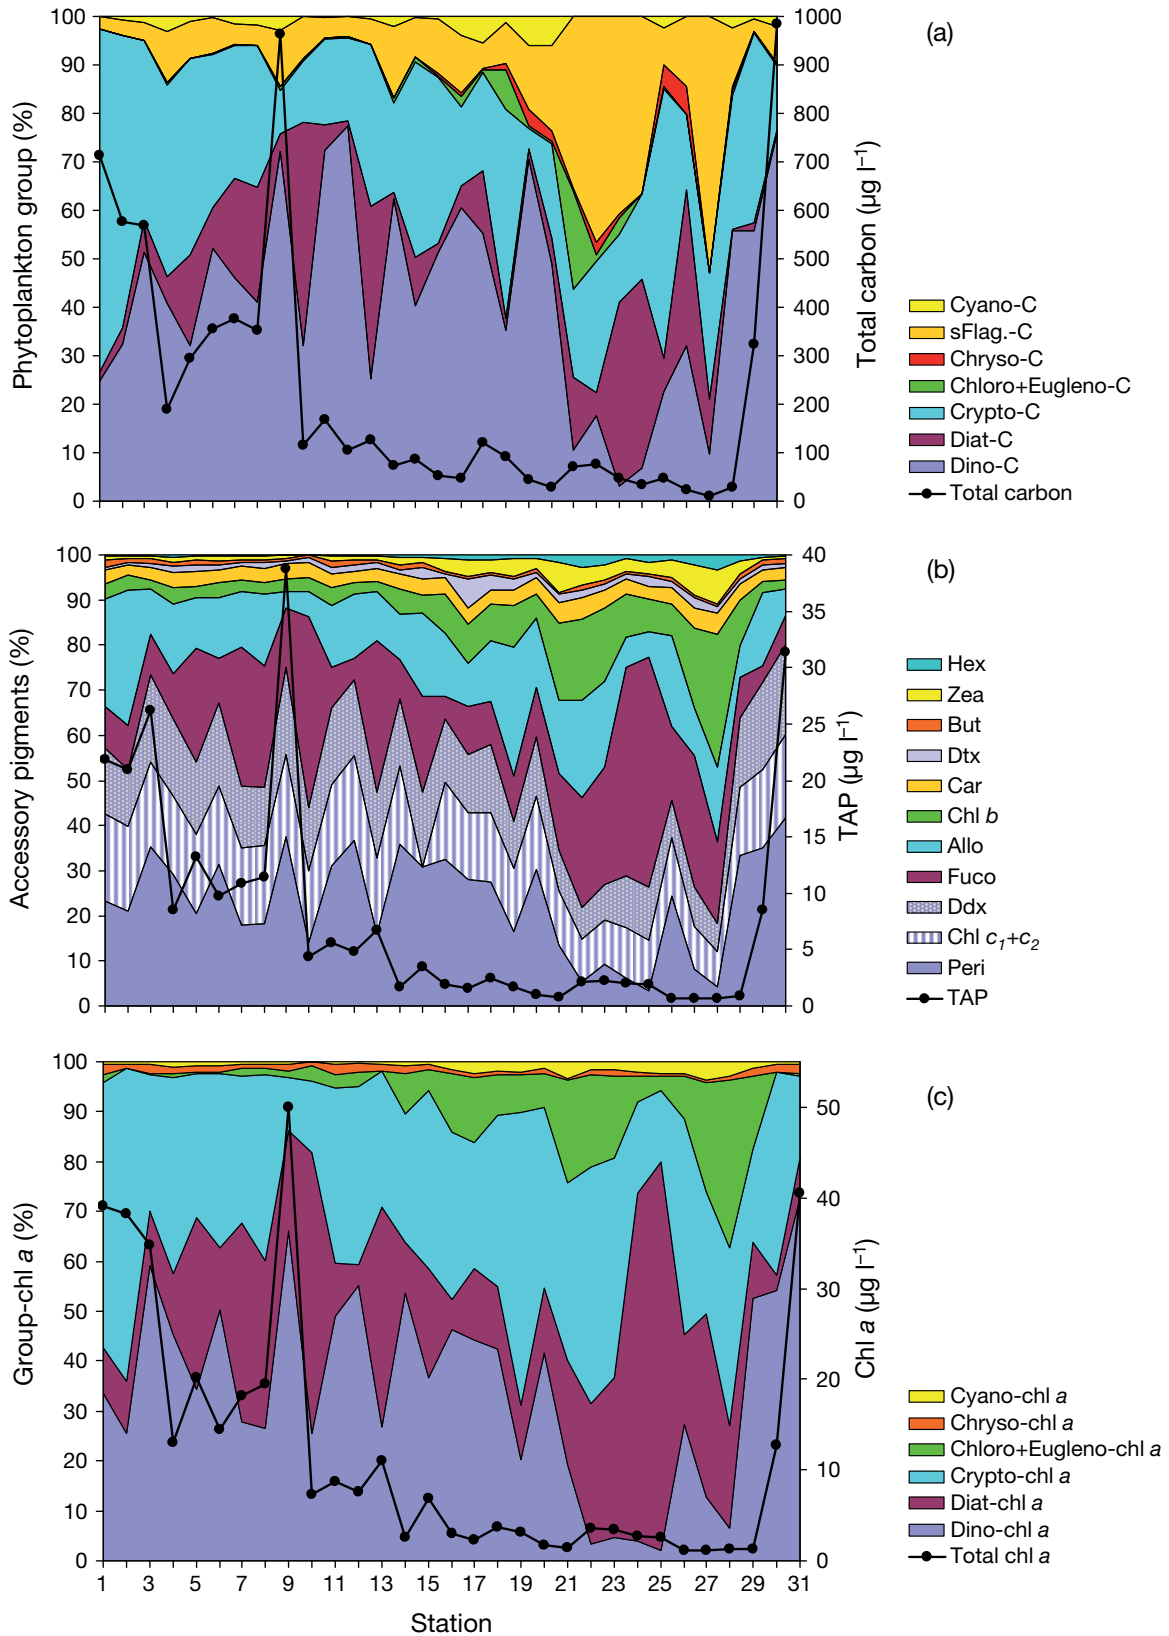 (a)
Phytoplankton group (%)
100
90
80
70
60
50
40
30
20
10
0
1000
900
800
700
600
500
400
300
200
100
0
Total carbon (µg l⁻¹)
Cyano-C
sFlag.-C
Chryso-C
Chloro+Eugleno-C
Crypto-C
Diat-C
Dino-C
Total carbon
(b)
Accessory pigments (%)
100
90
80
70
60
50
40
30
20
10
0
40
35
30
25
20
15
10
5
0
TAP (µg l⁻¹)
Hex
Zea
But
Dtx
Car
Chl b
Allo
Fuco
Ddx
Chl c₁+c₂
Peri
TAP
(c)
Group-chl a (%)
100
90
80
70
60
50
40
30
20
10
0
50
40
30
20
10
0
Chl a (µg l⁻¹)
Cyano-chl a
Chryso-chl a
Chloro+Eugleno-chl a
Crypto-chl a
Diat-chl a
Dino-chl a
Total chl a
1 3 5 7 9 11 13 15 17 19 21 23 25 27 29 31
Station